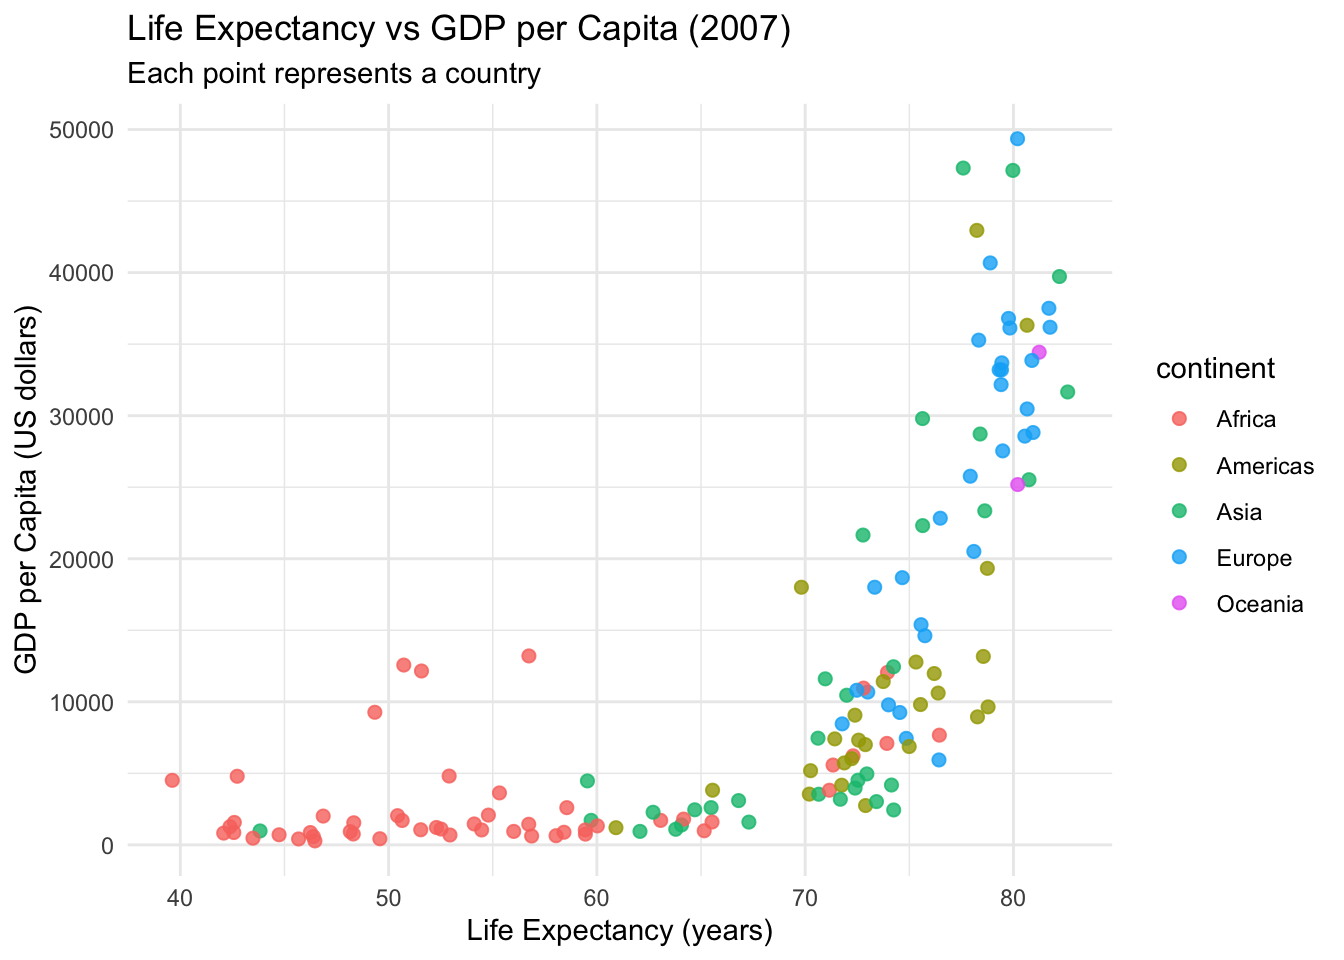 Life Expectancy vs GDP per Capita (2007)
Each point represents a country
GDP per Capita (US dollars)
50000
40000
30000
20000
10000
0
40 50 60 70 80
Life Expectancy (years)
continent
Africa
Americas
Asia
Europe
Oceania